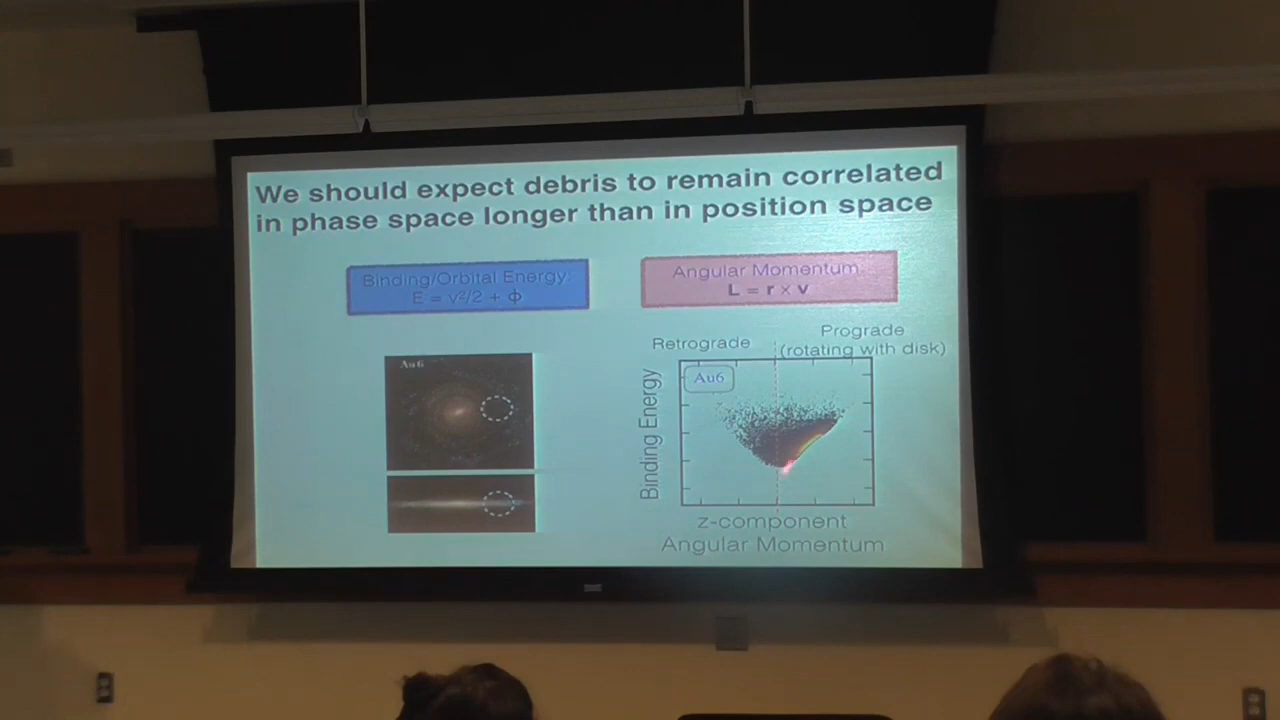 We should expect debris to remain correlated
in phase space longer than in position space
Binding/Orbital Energy:
E = v²/2 + ϕ
Angular Momentum
L = r × v
Au6
Retrograde
Prograde
(rotating with disk)
Au6
Binding Energy
z-component
Angular Momentum